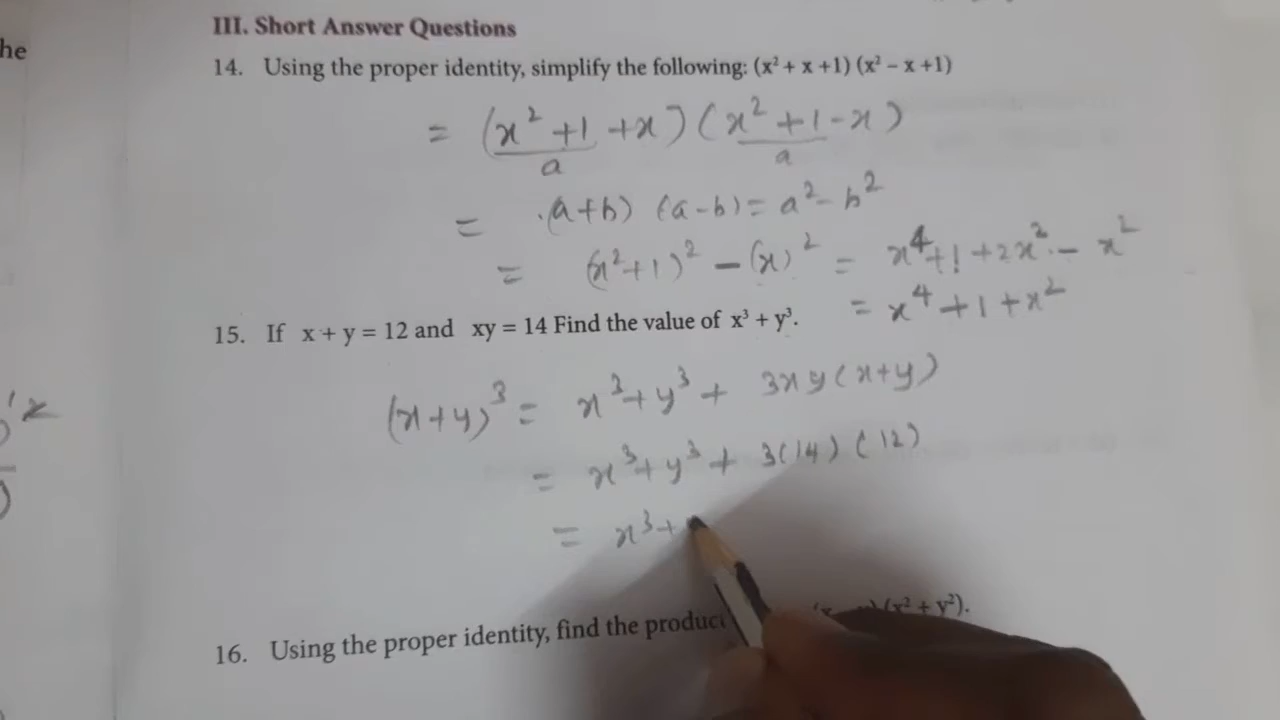 he
III. Short Answer Questions
14. Using the proper identity, simplify the following: (x² + x +1) (x² – x +1)
= (x² +1 +x) (x² +1 -x)
a a
= (a+b) (a-b) = a² - b²
= (x²+1)² - (x)² = x⁴+1+2x² - x²
= x⁴ +1 +x²
15. If x + y = 12 and xy = 14 Find the value of x³ + y³.
(x+y)³ = x³+y³+ 3xy(x+y)
= x³+y³+ 3(14) (12)
= x³+
16. Using the proper identity, find the product (x² + y²).